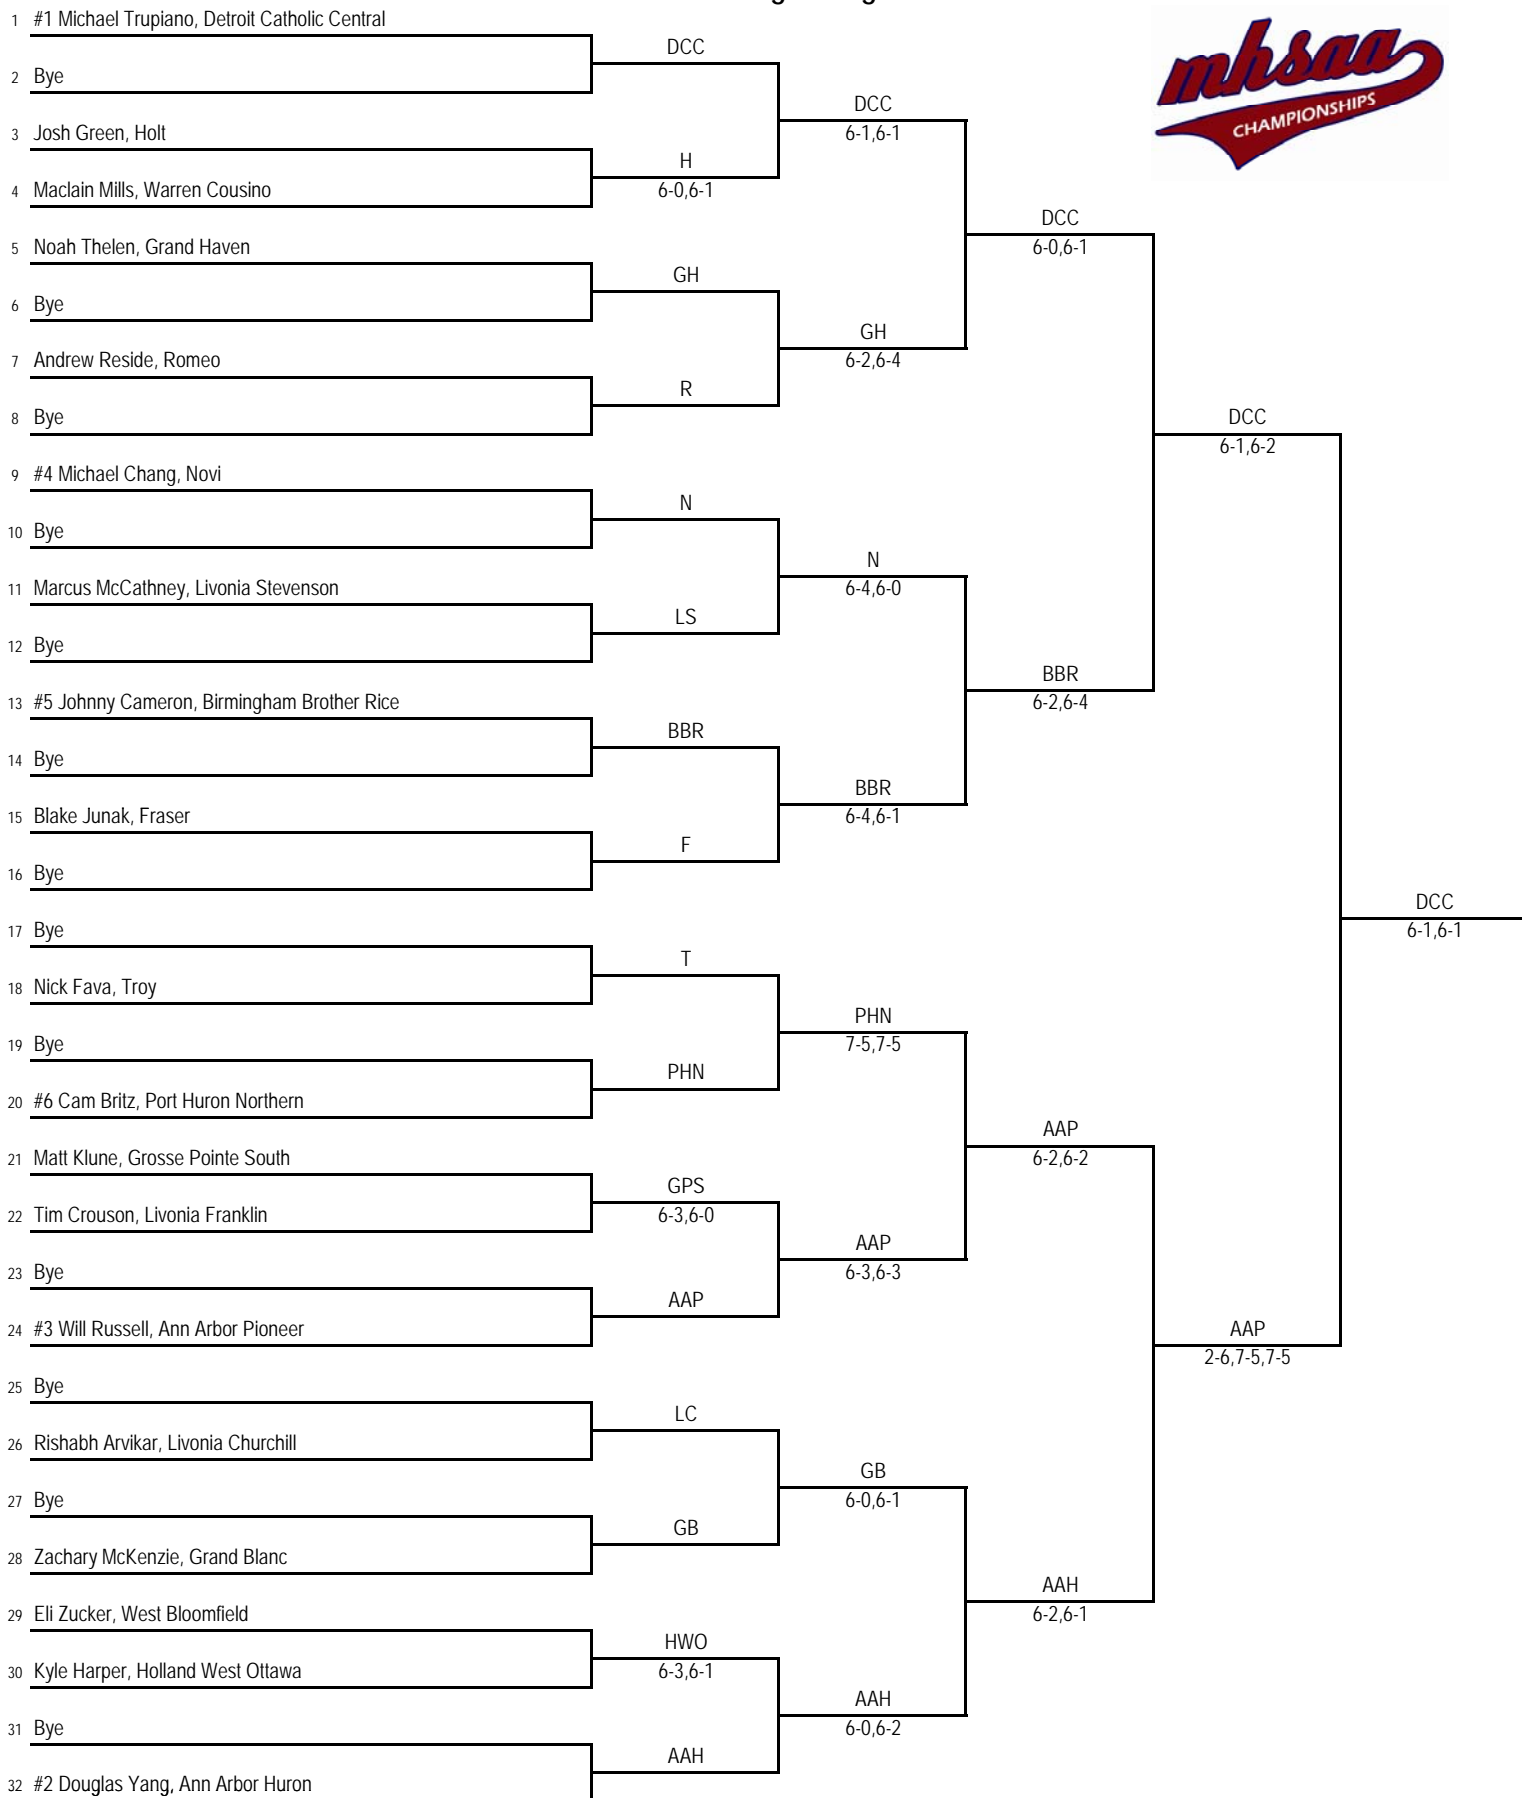 mhsaa
CHAMPIONSHIPS
1 #1 Michael Trupiano, Detroit Catholic Central
DCC
2 Bye
DCC
6-1,6-1
3 Josh Green, Holt
H
6-0,6-1
4 Maclain Mills, Warren Cousino
DCC
6-0,6-1
5 Noah Thelen, Grand Haven
GH
6 Bye
GH
6-2,6-4
7 Andrew Reside, Romeo
R
8 Bye
DCC
6-1,6-2
9 #4 Michael Chang, Novi
N
10 Bye
N
6-4,6-0
11 Marcus McCathney, Livonia Stevenson
LS
12 Bye
BBR
6-2,6-4
13 #5 Johnny Cameron, Birmingham Brother Rice
BBR
14 Bye
BBR
6-4,6-1
15 Blake Junak, Fraser
F
16 Bye
DCC
6-1,6-1
17 Bye
T
18 Nick Fava, Troy
PHN
7-5,7-5
19 Bye
PHN
20 #6 Cam Britz, Port Huron Northern
AAP
6-2,6-2
21 Matt Klune, Grosse Pointe South
GPS
6-3,6-0
22 Tim Crouson, Livonia Franklin
AAP
6-3,6-3
23 Bye
AAP
24 #3 Will Russell, Ann Arbor Pioneer
AAP
2-6,7-5,7-5
25 Bye
LC
26 Rishabh Arvikar, Livonia Churchill
GB
6-0,6-1
27 Bye
GB
28 Zachary McKenzie, Grand Blanc
AAH
6-2,6-1
29 Eli Zucker, West Bloomfield
HWO
6-3,6-1
30 Kyle Harper, Holland West Ottawa
AAH
6-0,6-2
31 Bye
AAH
32 #2 Douglas Yang, Ann Arbor Huron